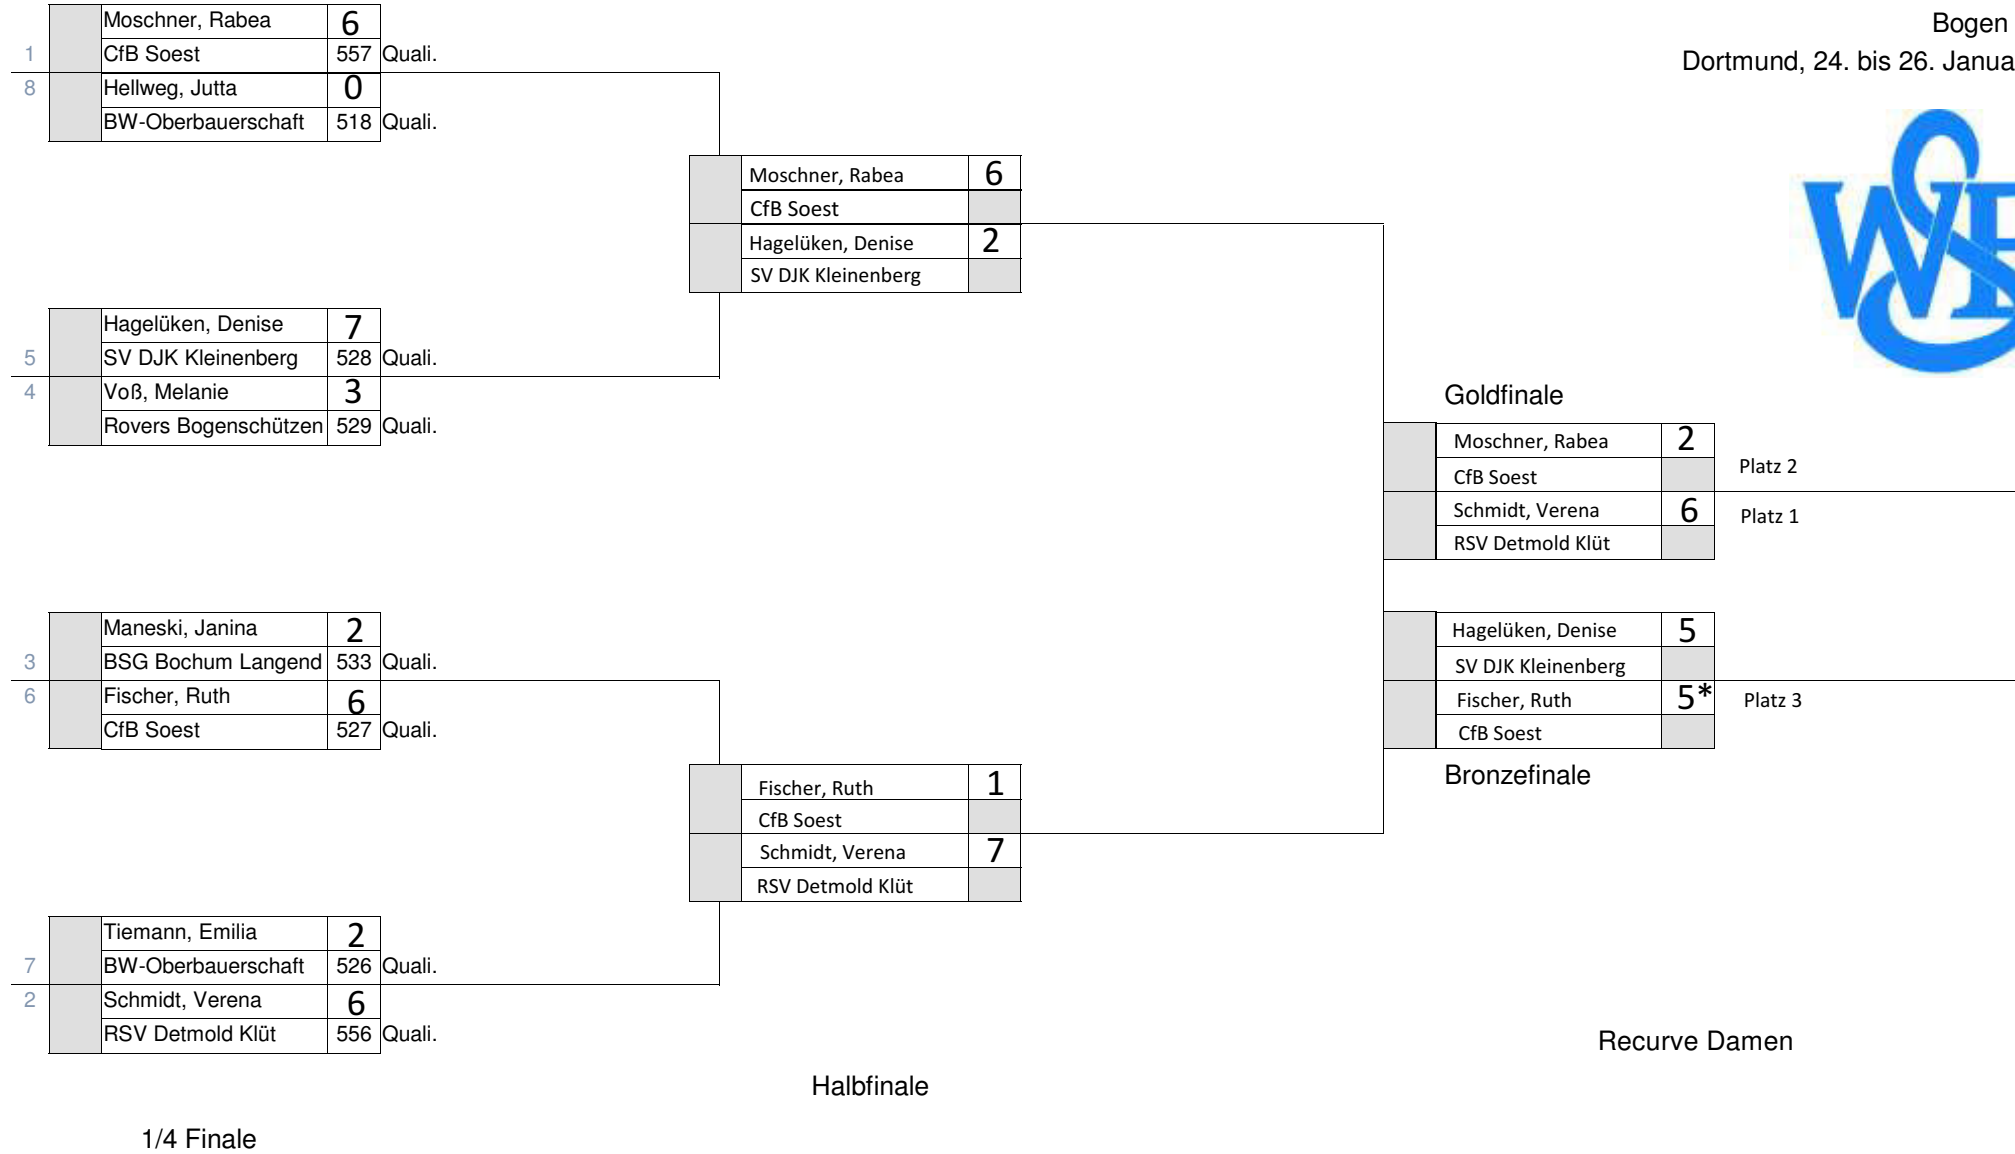 Bogen
Dortmund, 24. bis 26. Janua
Moschner, Rabea 6
1 CfB Soest 557 Quali.
8 Hellweg, Jutta 0
BW-Oberbauerschaft 518 Quali.
Moschner, Rabea 6
CfB Soest
Hagelüken, Denise 2
SV DJK Kleinenberg
Hagelüken, Denise 7
5 SV DJK Kleinenberg 528 Quali.
4 Voß, Melanie 3
Rovers Bogenschützen 529 Quali.
Goldfinale
Moschner, Rabea 2
CfB Soest Platz 2
Schmidt, Verena 6 Platz 1
RSV Detmold Klüt
Maneski, Janina 2
3 BSG Bochum Langend 533 Quali.
6 Fischer, Ruth 6
CfB Soest 527 Quali.
Hagelüken, Denise 5
SV DJK Kleinenberg
Fischer, Ruth 5* Platz 3
CfB Soest
Bronzefinale
Fischer, Ruth 1
CfB Soest
Schmidt, Verena 7
RSV Detmold Klüt
Tiemann, Emilia 2
7 BW-Oberbauerschaft 526 Quali.
2 Schmidt, Verena 6
RSV Detmold Klüt 556 Quali.
Recurve Damen
Halbfinale
1/4 Finale